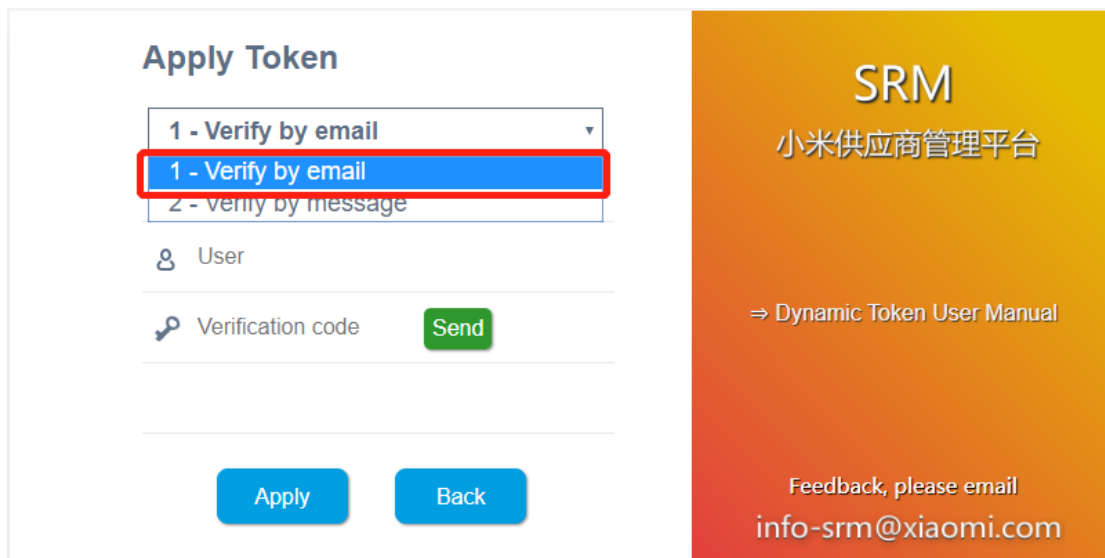 Apply Token
1 - Verify by email
1 - Verify by email
2 - Verify by message
User
Verification code
Send
Apply
Back
SRM
小米供应商管理平台
⇒ Dynamic Token User Manual
Feedback, please email
info-srm@xiaomi.com